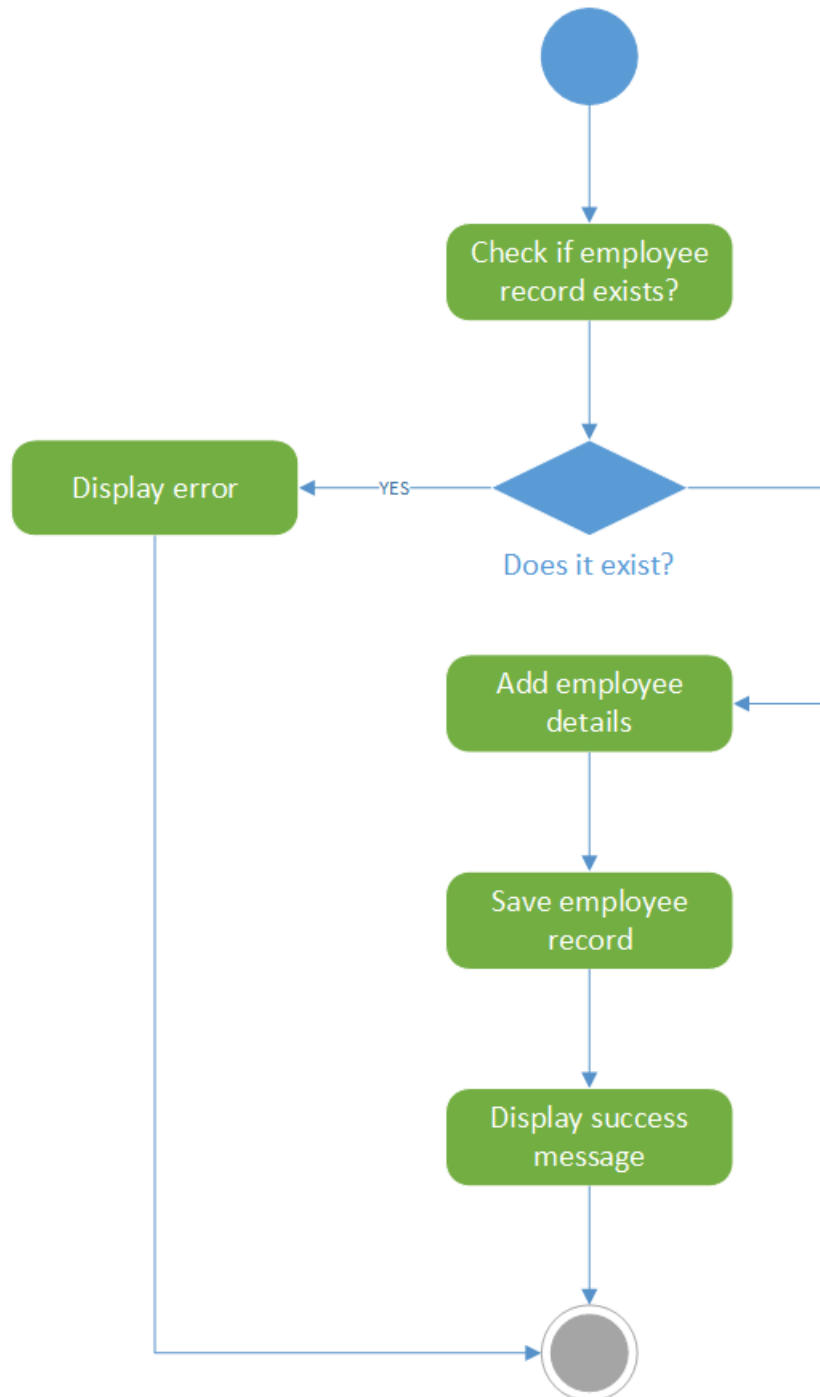 Check if employee
record exists?
Display error
YES
Does it exist?
Add employee
details
Save employee
record
Display success
message